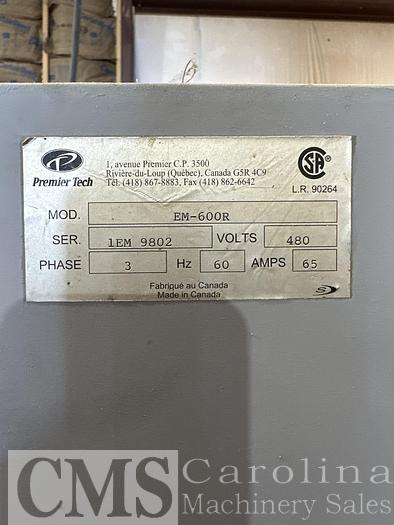 1, avenue Premier C.P. 3500
Rivière-du-Loup (Québec), Canada G5R 4C9
Premier Tech Tél: (418) 867-8883, Fax (418) 862-6642
L.R. 90264
MOD. EM-600R
SER. 1EM 9802 VOLTS 480
PHASE 3 Hz 60 AMPS 65
Fabriqué au Canada
Made in Canada
CMS Carolina
Machinery Sales